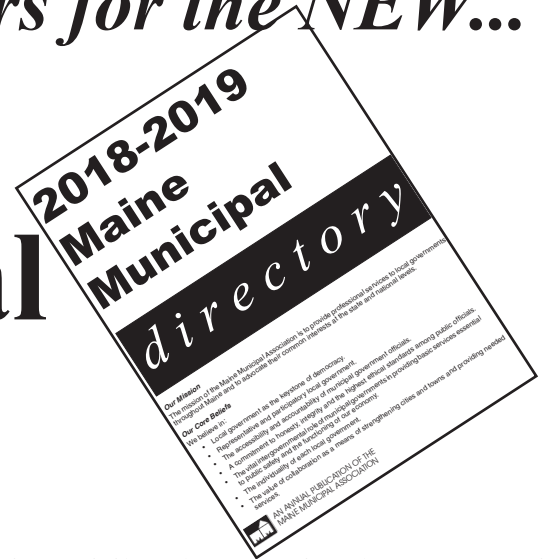 rs for the NEW...
al
2018-2019
Maine
Municipal
directory
Our Mission
The mission of the Maine Municipal Association is to provide professional services to local governments
throughout Maine and to advocate their common interests at the state and national levels.
Our Core Beliefs
We believe in:
• Local government as the keystone of democracy.
• Representative and participatory local government.
• The accessibility and accountability of municipal government officials.
• A commitment to honesty, integrity and the highest ethical standards among public officials.
• The vital intergovernmental role of municipal governments in providing basic services essential
to public safety and the functioning of our economy.
• The individuality of each local government.
• The value of collaboration as a means of strengthening cities and towns and providing needed
services.
AN ANNUAL PUBLICATION OF THE
MAINE MUNICIPAL ASSOCIATION